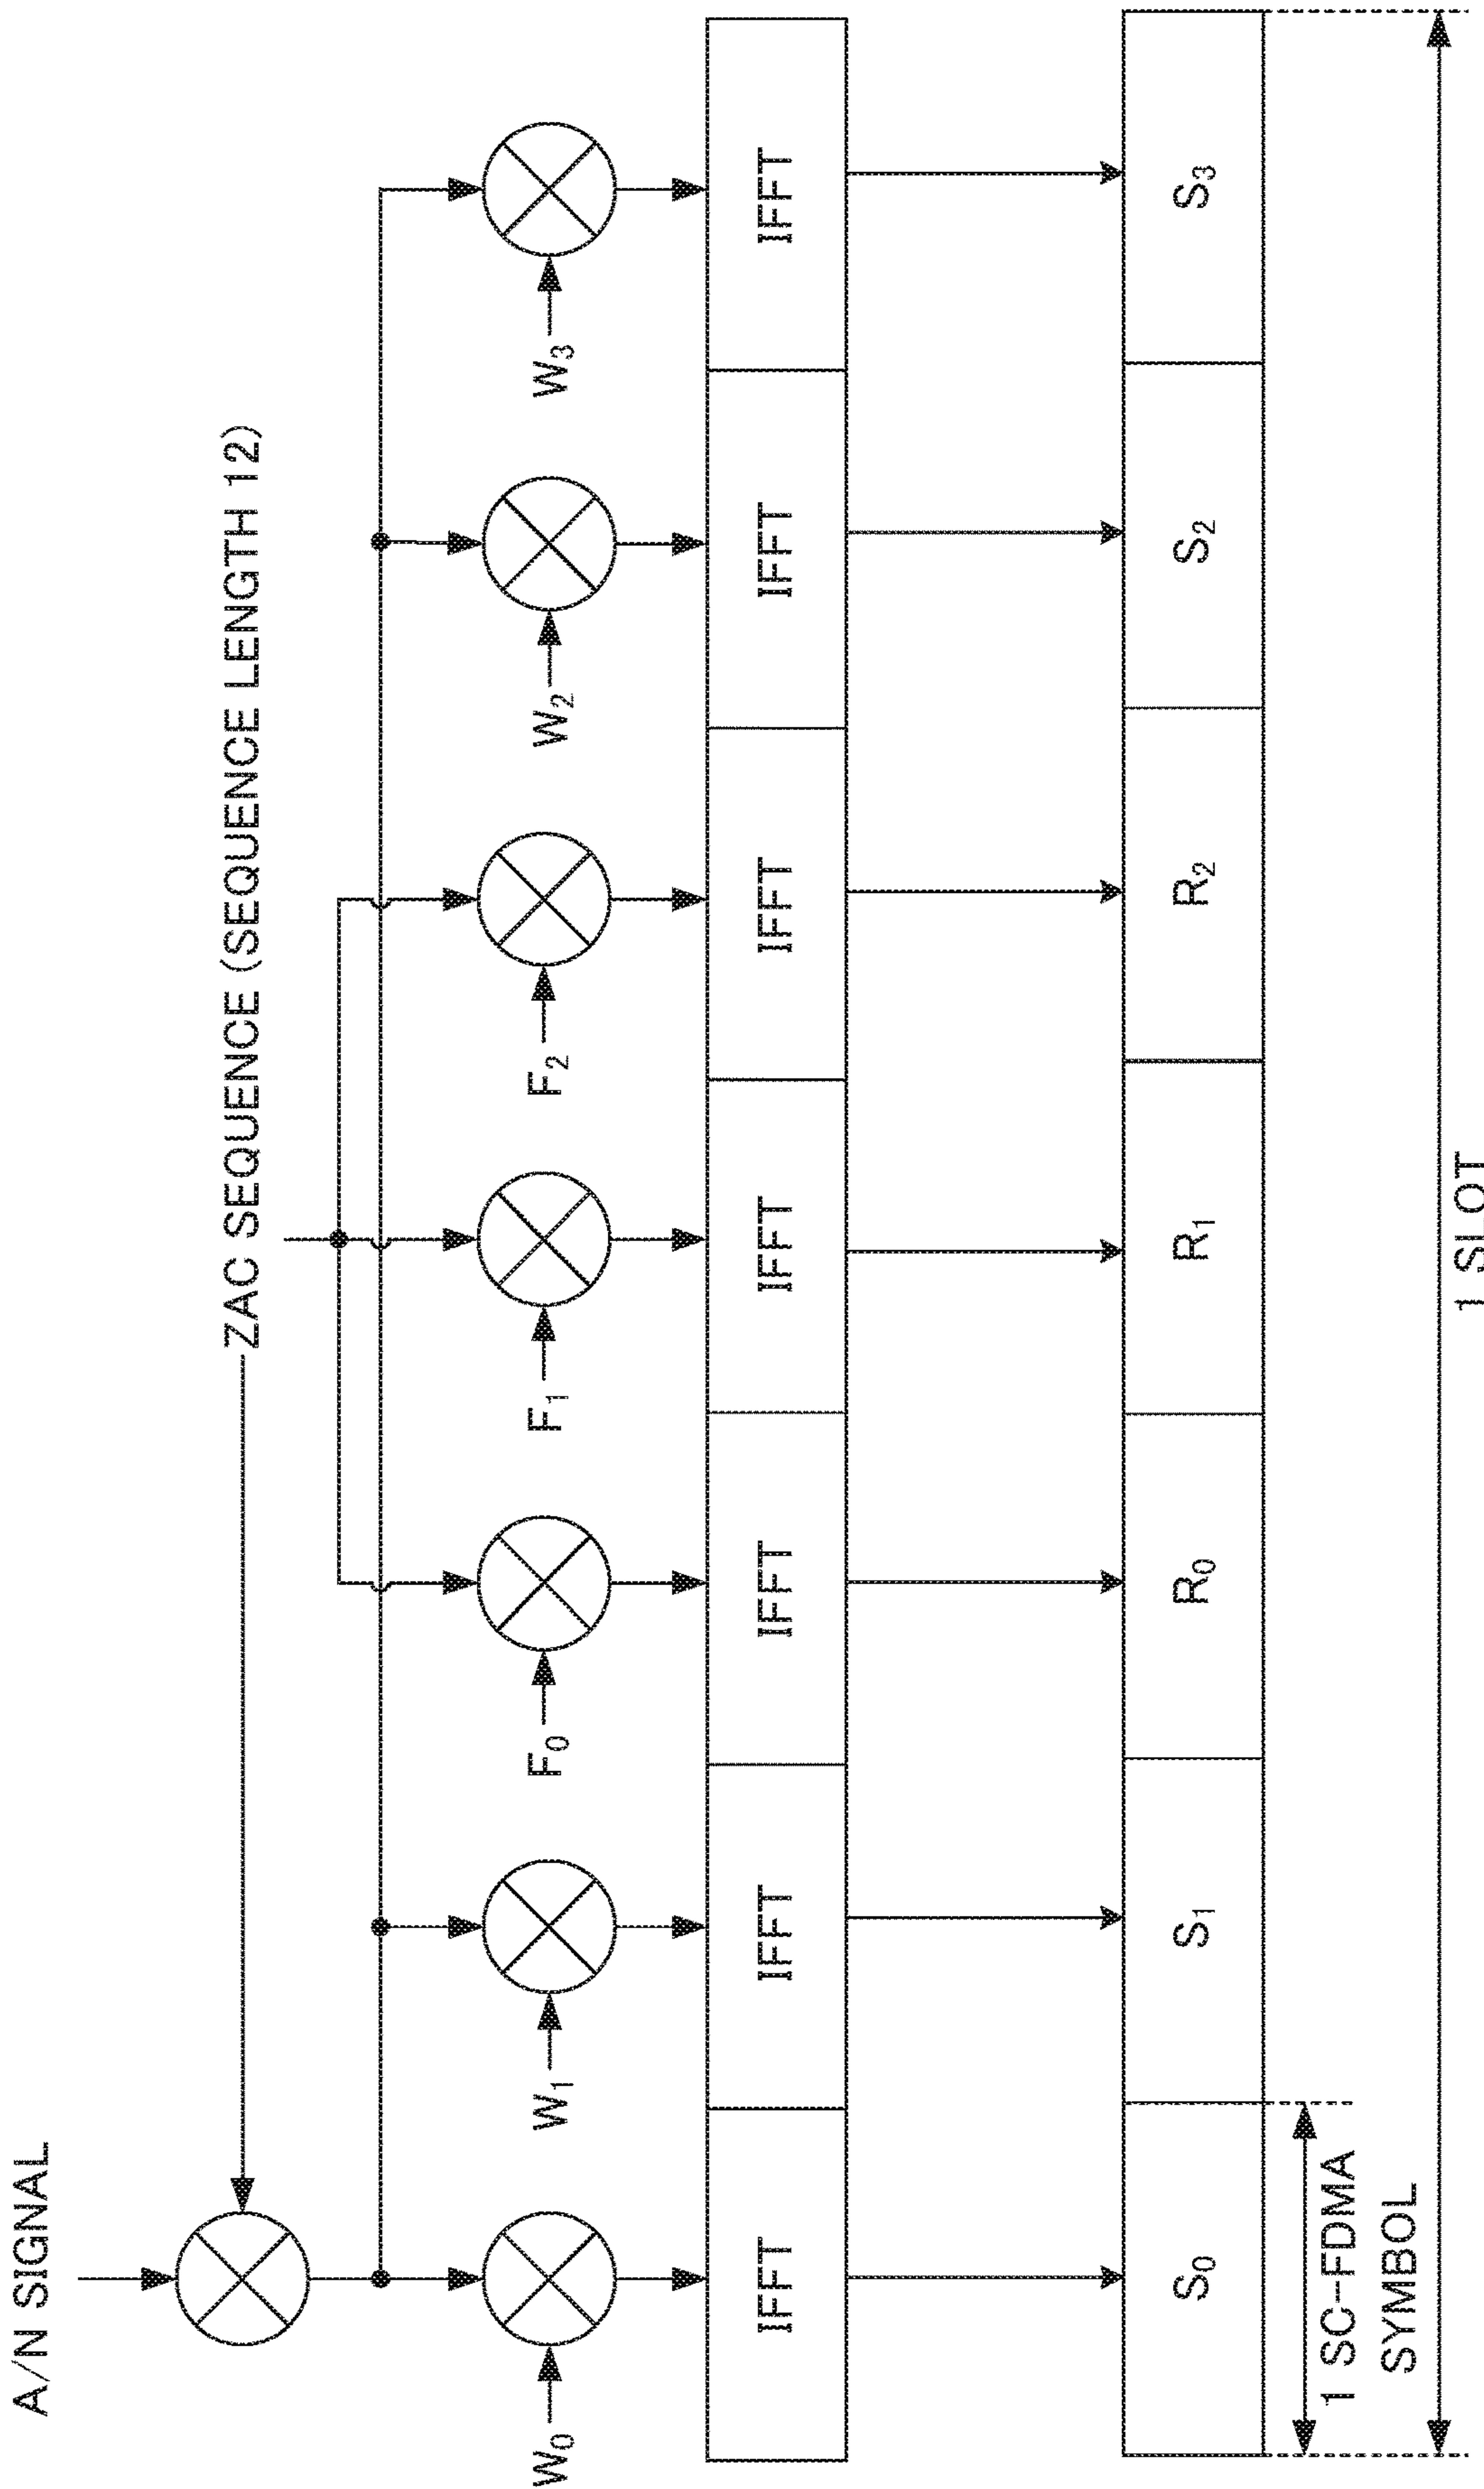 A/N SIGNAL
ZAC SEQUENCE (SEQUENCE LENGTH 12)
W₀
W₁
F₀
F₁
F₂
W₂
W₃
IFFT
IFFT
IFFT
IFFT
IFFT
IFFT
IFFT
S₀
S₁
R₀
R₁
R₂
S₂
S₃
1 SC-FDMA
SYMBOL
1 SLOT